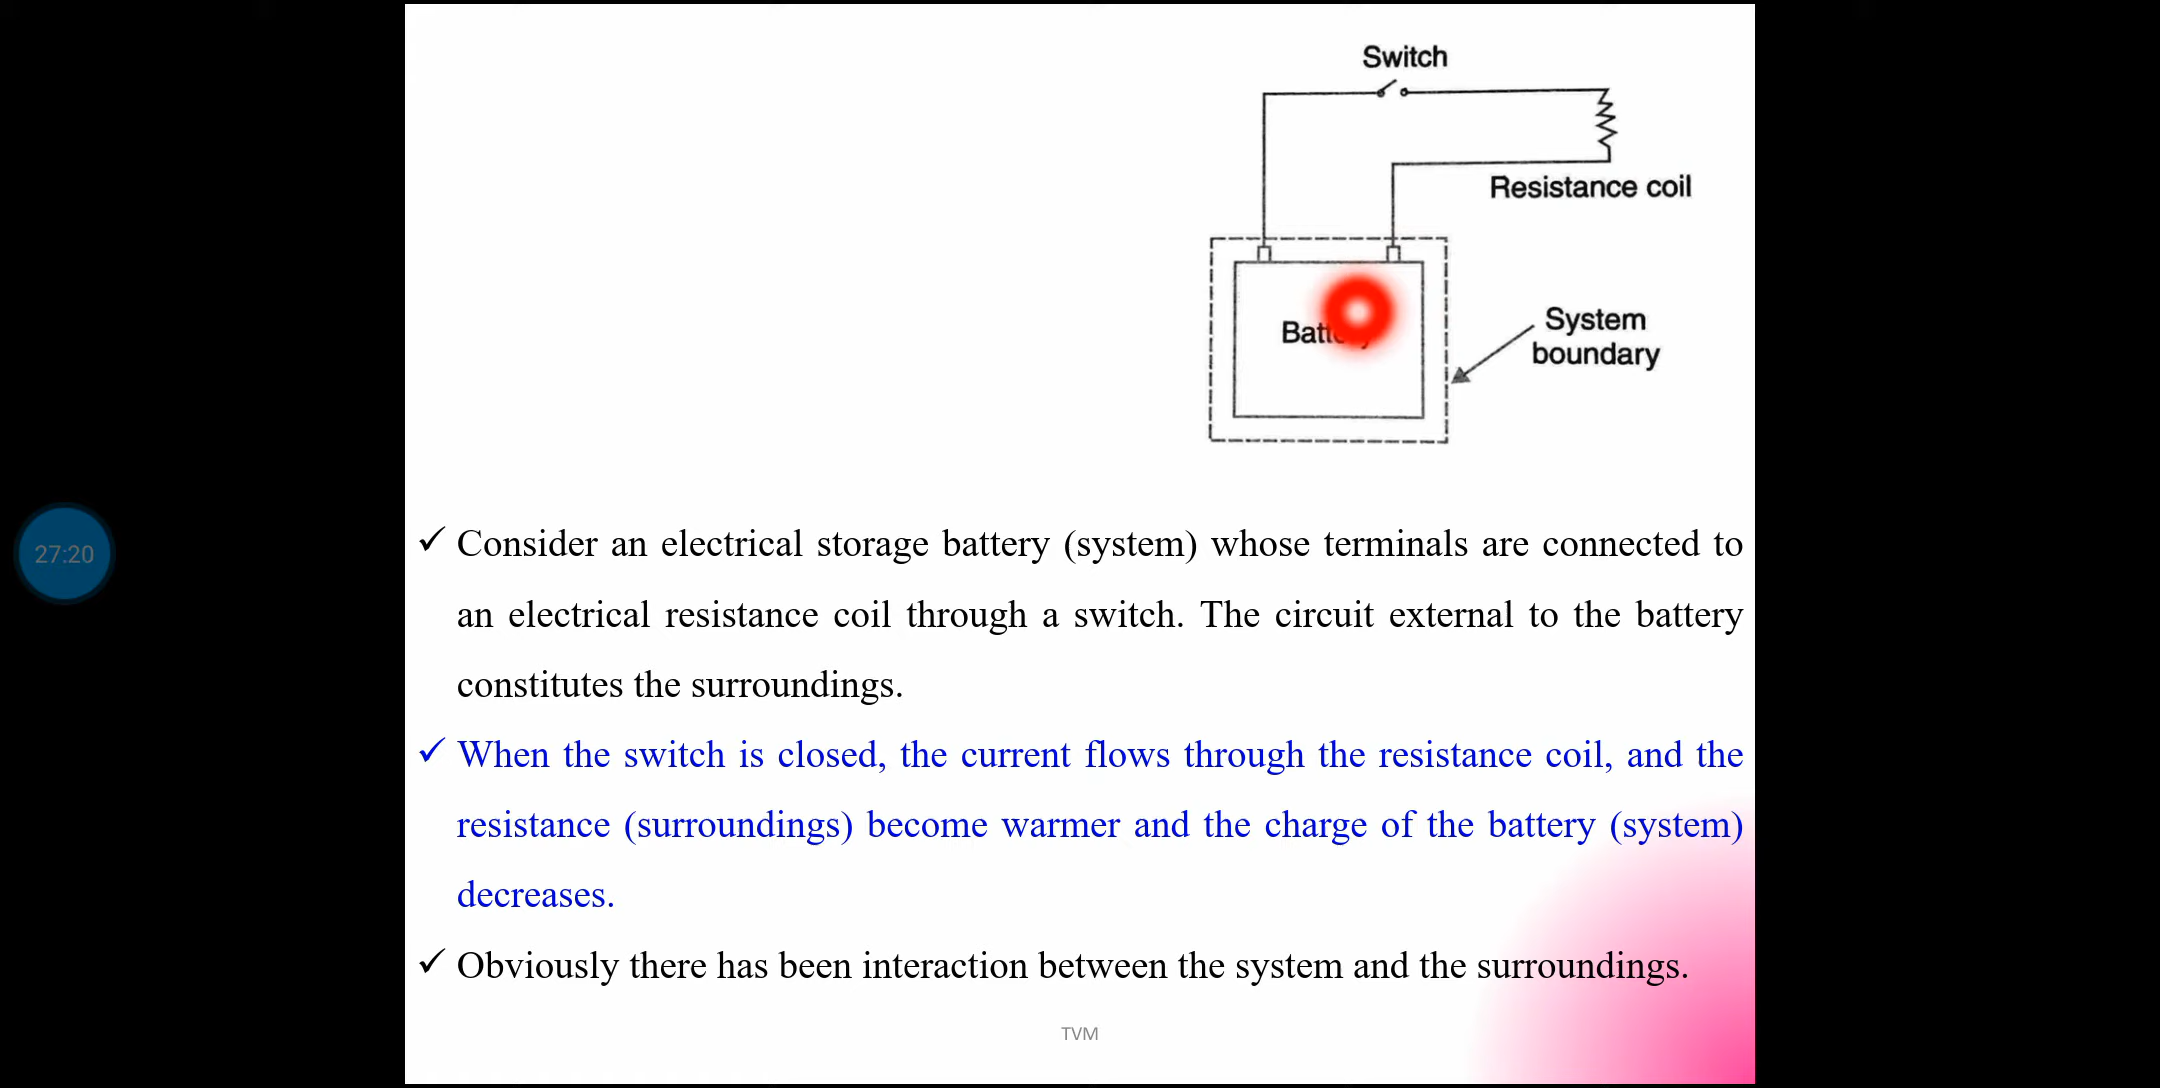 Switch
Resistance coil
System
boundary
27:20
✓ Consider an electrical storage battery (system) whose terminals are connected to
an electrical resistance coil through a switch. The circuit external to the battery
constitutes the surroundings.
✓ When the switch is closed, the current flows through the resistance coil, and the
resistance (surroundings) become warmer and the charge of the battery (system)
decreases.
✓ Obviously there has been interaction between the system and the surroundings.
TVM